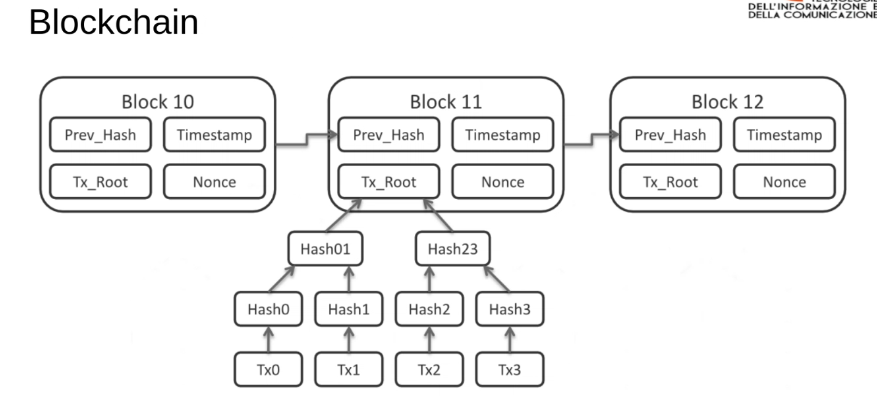 DELL'INFORMAZIONE E
DELLA COMUNICAZIONE
Blockchain
Block 10
Block 11
Block 12
Prev_Hash Timestamp Prev_Hash Timestamp Prev_Hash Timestamp
Tx_Root Nonce Tx_Root Nonce Tx_Root Nonce
Hash01 Hash23
Hash0 Hash1 Hash2 Hash3
Tx0 Tx1 Tx2 Tx3